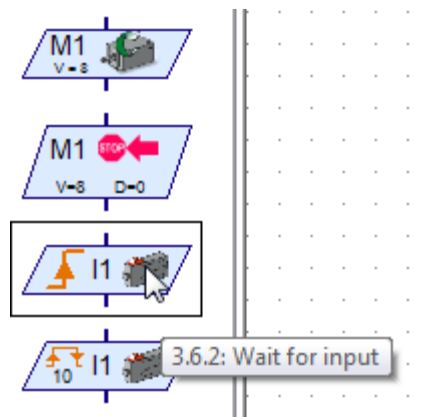 M1
V=8
M1 STOP
V=8 D=0
I1
10 I1
3.6.2: Wait for input